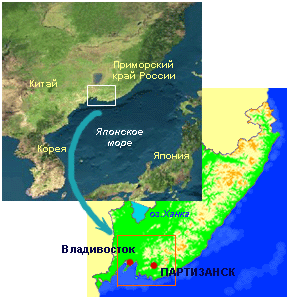 Приморский
край России
Китай
Японское
море
Корея
Япония
оз.Ханка
Владивосток
ПАРТИЗАНСК